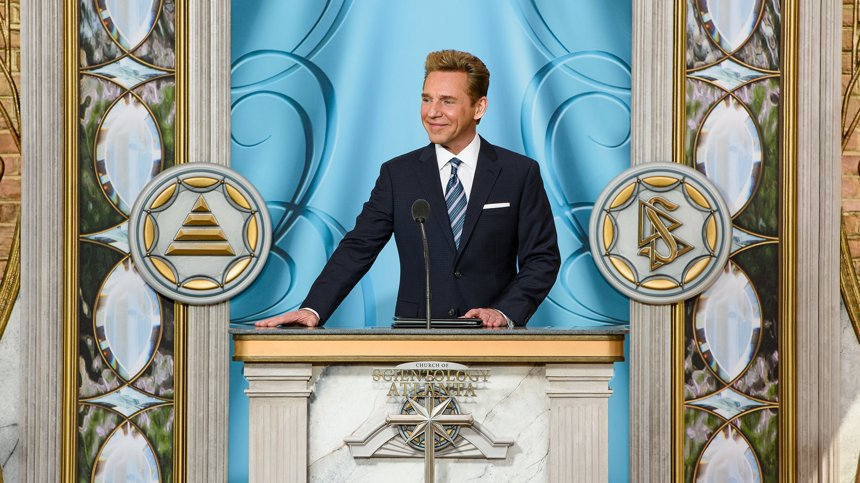 CHURCH OF
SCIENTOLOGY
ATLANTA